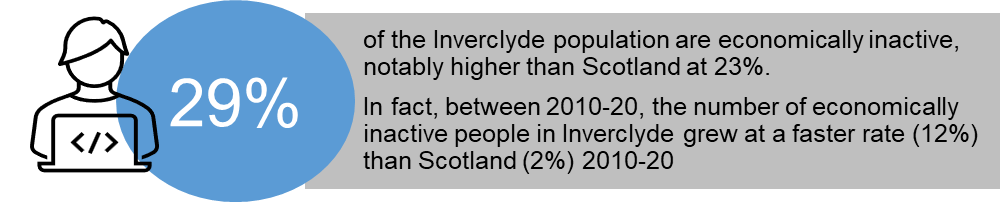 29%
of the Inverclyde population are economically inactive,
notably higher than Scotland at 23%.
In fact, between 2010-20, the number of economically
inactive people in Inverclyde grew at a faster rate (12%)
than Scotland (2%) 2010-20
</>